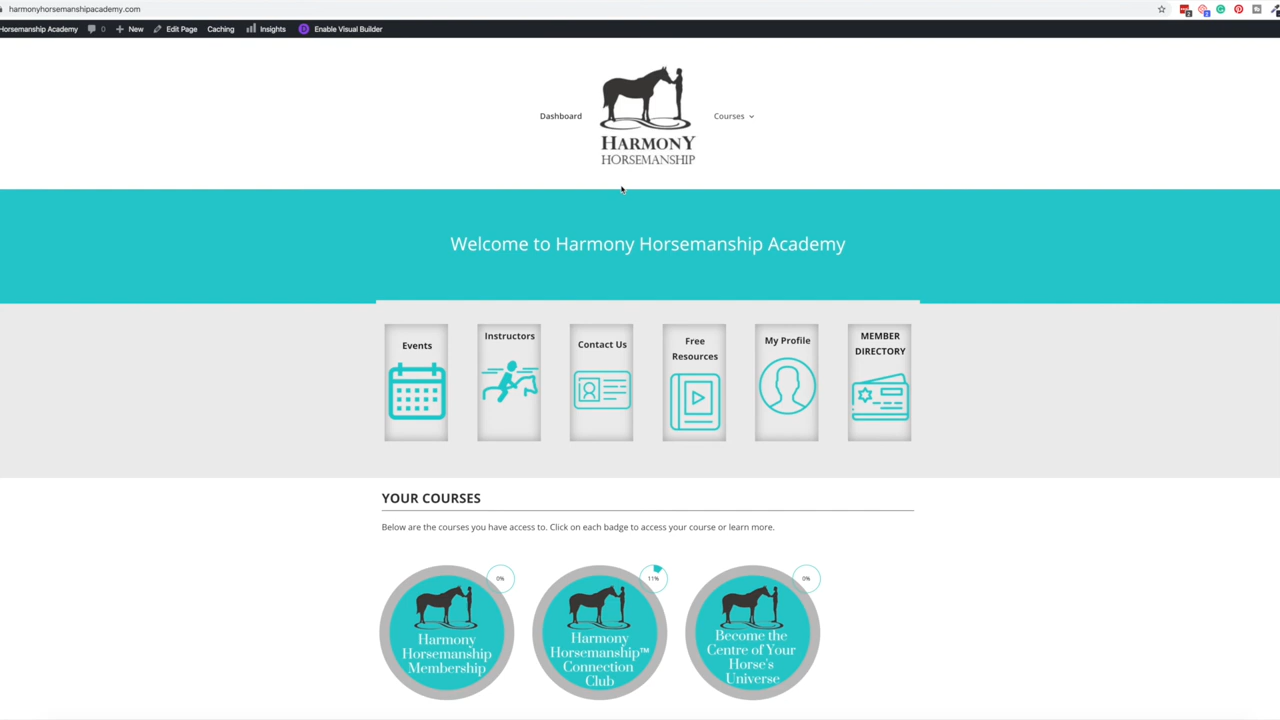 harmonyhorsemanshipacademy.com
Horsemanship Academy 0 New Edit Page Caching Insights Enable Visual Builder
Dashboard
HARMONY
HORSEMANSHIP
Courses
Welcome to Harmony Horsemanship Academy
Events
Instructors
Contact Us
Free
Resources
My Profile
MEMBER
DIRECTORY
YOUR COURSES
Below are the courses you have access to. Click on each badge to access your course or learn more.
0%
Harmony
Horsemanship
Membership
11%
Harmony
Horsemanship™
Connection
Club
0%
Become the
Centre of Your
Horse's
Universe